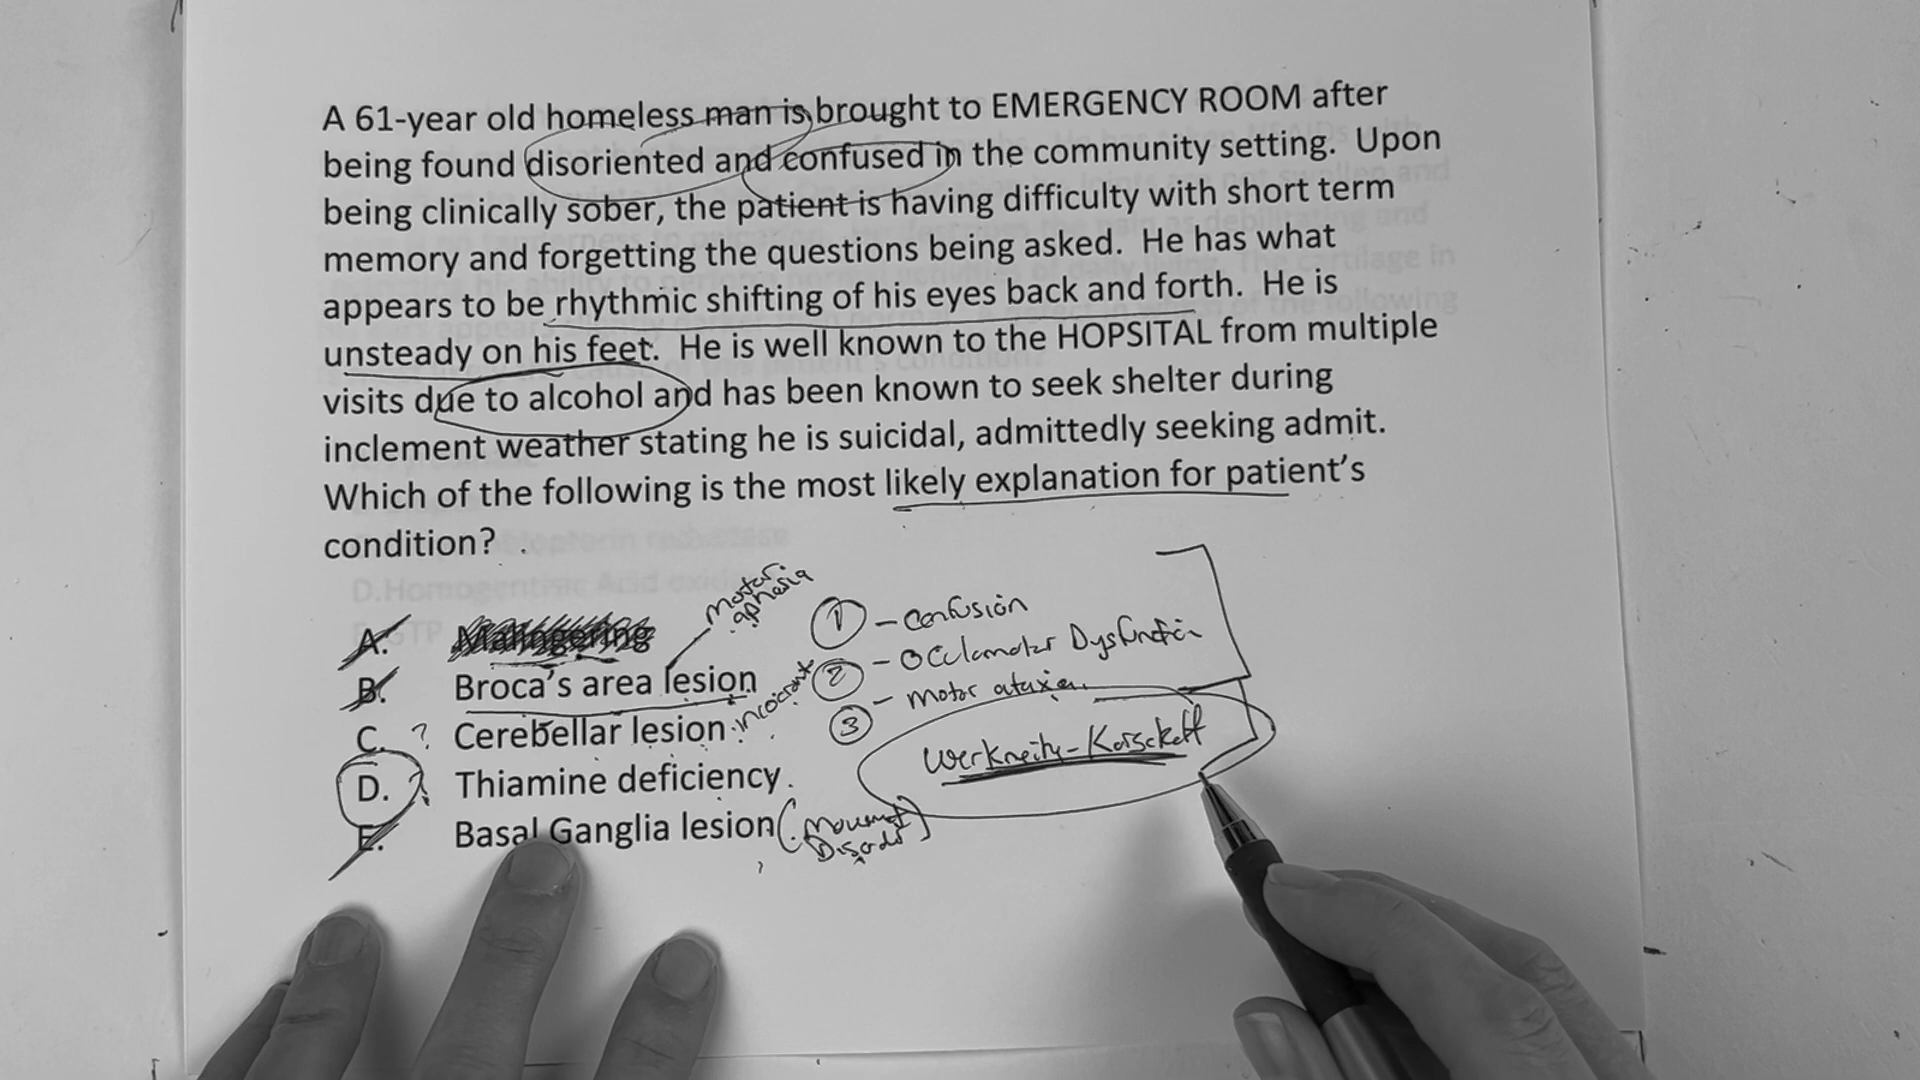 A 61-year old homeless man is brought to EMERGENCY ROOM after
being found disoriented and confused in the community setting.  Upon
being clinically sober, the patient is having difficulty with short term
memory and forgetting the questions being asked.  He has what
appears to be rhythmic shifting of his eyes back and forth.  He is
unsteady on his feet.  He is well known to the HOPSITAL from multiple
visits due to alcohol and has been known to seek shelter during
inclement weather stating he is suicidal, admittedly seeking admit.
Which of the following is the most likely explanation for patient's
condition?
A. Malingering
B. Broca's area lesion
motor
aphasia
C. ? Cerebellar lesion
D. Thiamine deficiency
E. Basal Ganglia lesion
(Movement
Disorder)
1 - confusion
2 - Occulomotor Dysfunction
3 - motor ataxia
D.Homogentisic Acid